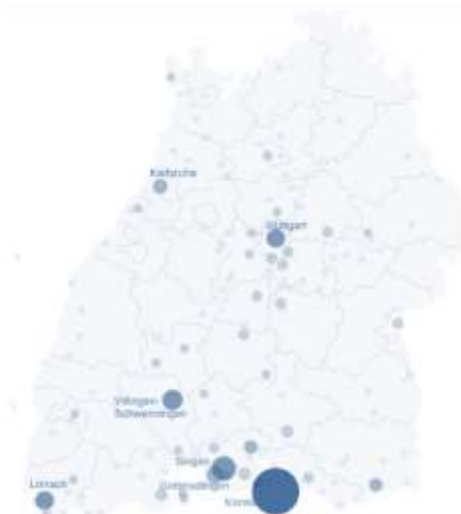 Karlsruhe
Stuttgart
Villingen-
Schwenningen
Singen
Lörrach